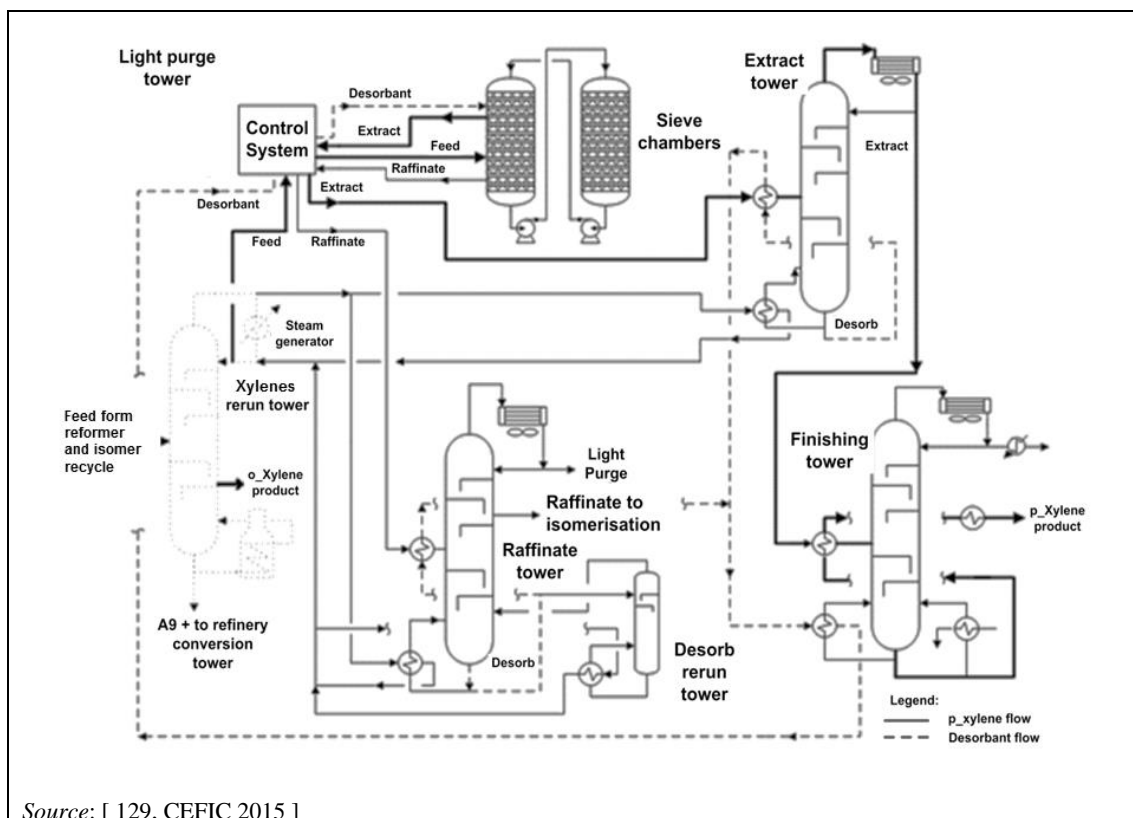 Light purge
tower
Extract
tower
Desorbant
Control
System
Extract
Feed
Sieve
chambers
Extract
Raffinate
Extract
Desorbant
Feed
Raffinate
Steam
generator
Desorb
Xylenes
rerun tower
Feed form
reformer
and isomer
recycle
Finishing
tower
Light
Purge
o_Xylene
product
Raffinate to
isomerisation
p_Xylene
product
Raffinate
tower
A9 + to refinery
conversion
tower
Desorb
Desorb
rerun
tower
Legend:
p_xylene flow
Desorbant flow
Source: [ 129, CEFIC 2015 ]